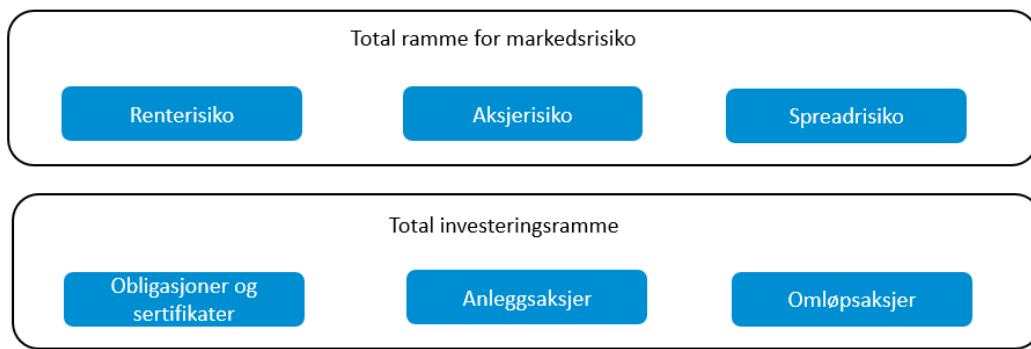 Total ramme for markedsrisiko
Renterisiko
Aksjerisiko
Spreadrisiko
Total investeringsramme
Obligasjoner og
sertifikater
Anleggsaksjer
Omløpsaksjer